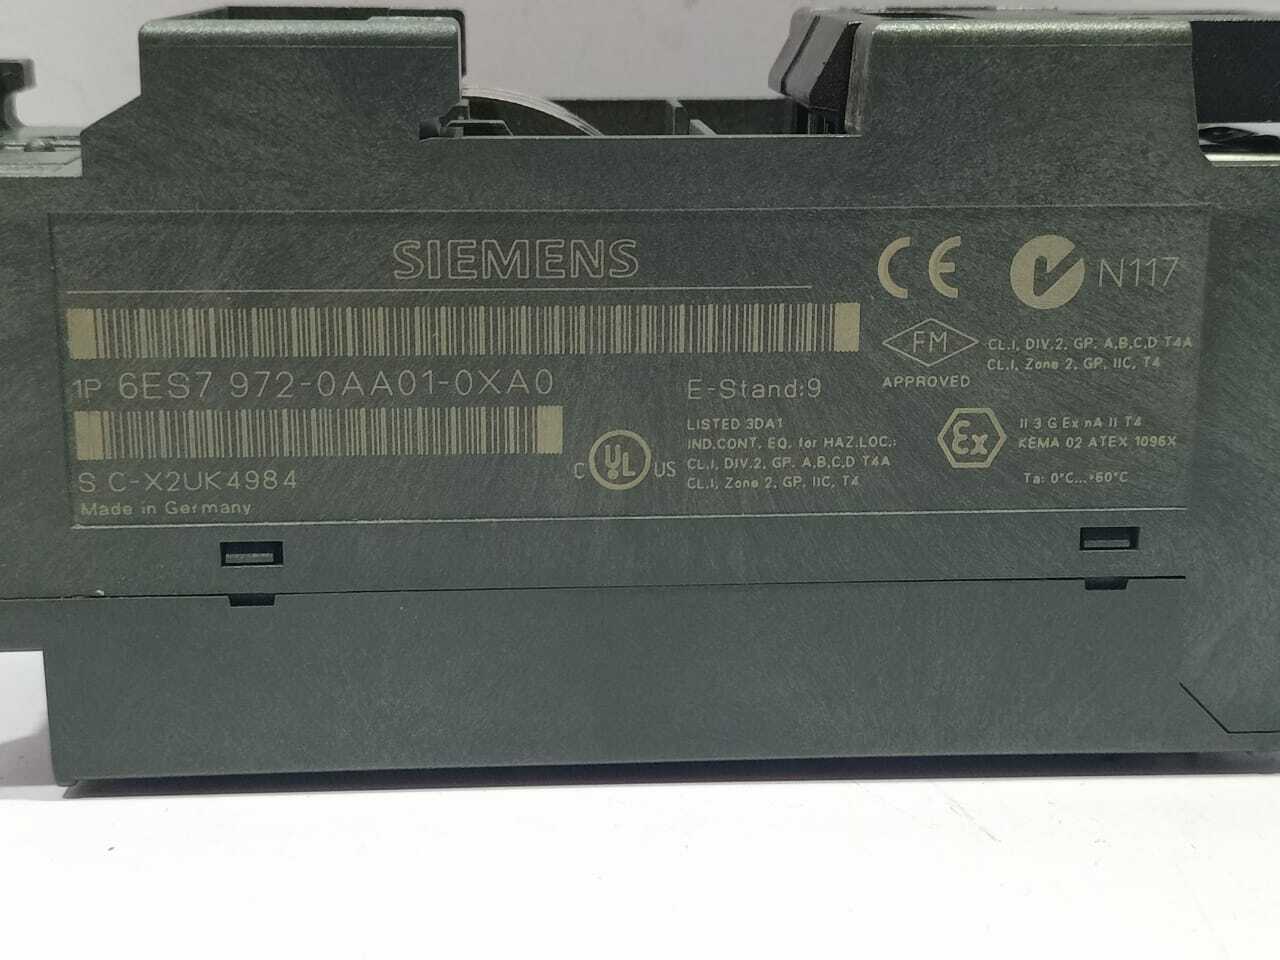 SIEMENS
CE N117
1P 6ES7 972-0AA01-0XA0
E-Stand:9
S C-X2UK4984
Made in Germany
C UL US
LISTED 3DA1
IND.CONT. EQ. for HAZ.LOC.:
CL.I, DIV.2, GP. A,B,C,D T4A
CL.I, Zone 2, GP. IIC, T4
FM
APPROVED
CL.I, DIV.2, GP. A,B,C,D T4A
CL.I, Zone 2, GP, IIC, T4
Ex
II 3 G Ex nA II T4
KEMA 02 ATEX 1096X
Ta: 0°C...+60°C